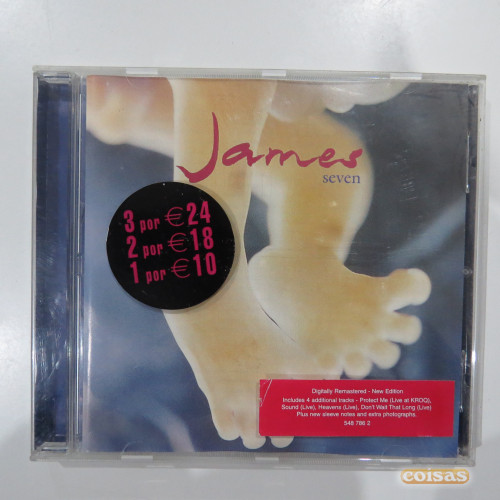 James
seven
3 por €24
2 por €18
1 por €10
Digitally Remastered - New Edition
Includes 4 additional tracks - Protect Me (Live at KROQ),
Sound (Live), Heavens (Live), Don't Wait That Long (Live)
Plus new sleeve notes and extra photographs.
548 786 2
coisas